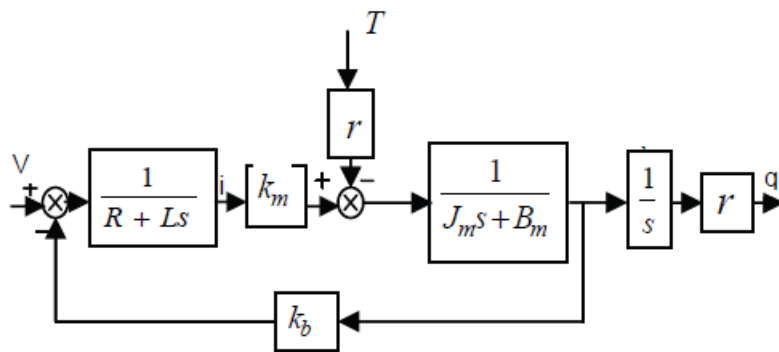 T
r
V
+
1
R + Ls
i
k_m
+
−
1
J_m s + B_m
1
s
r
q
−
k_b